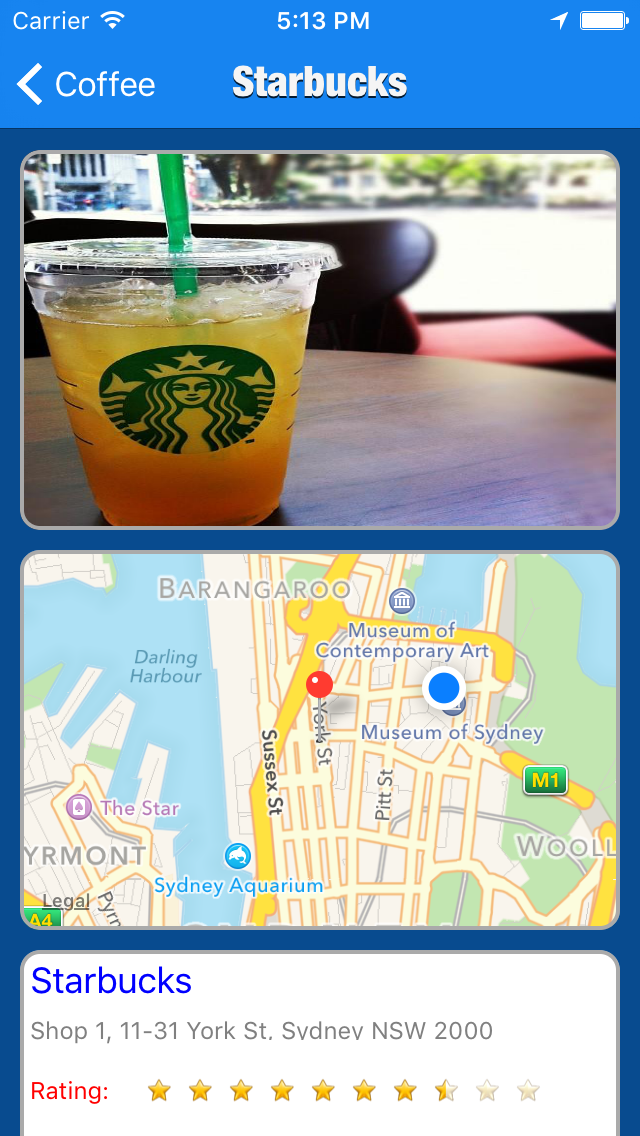 Carrier 5:13 PM
Coffee Starbucks
BARANGAROO
Museum of
Contemporary Art
Darling
Harbour
York St
Museum of Sydney
Sussex St
Pitt St
M1
The Star
YRMONT
WOOLL
Sydney Aquarium
Legal
Pyrm
A4
Starbucks
Shop 1, 11-31 York St, Sydney NSW 2000
Rating: